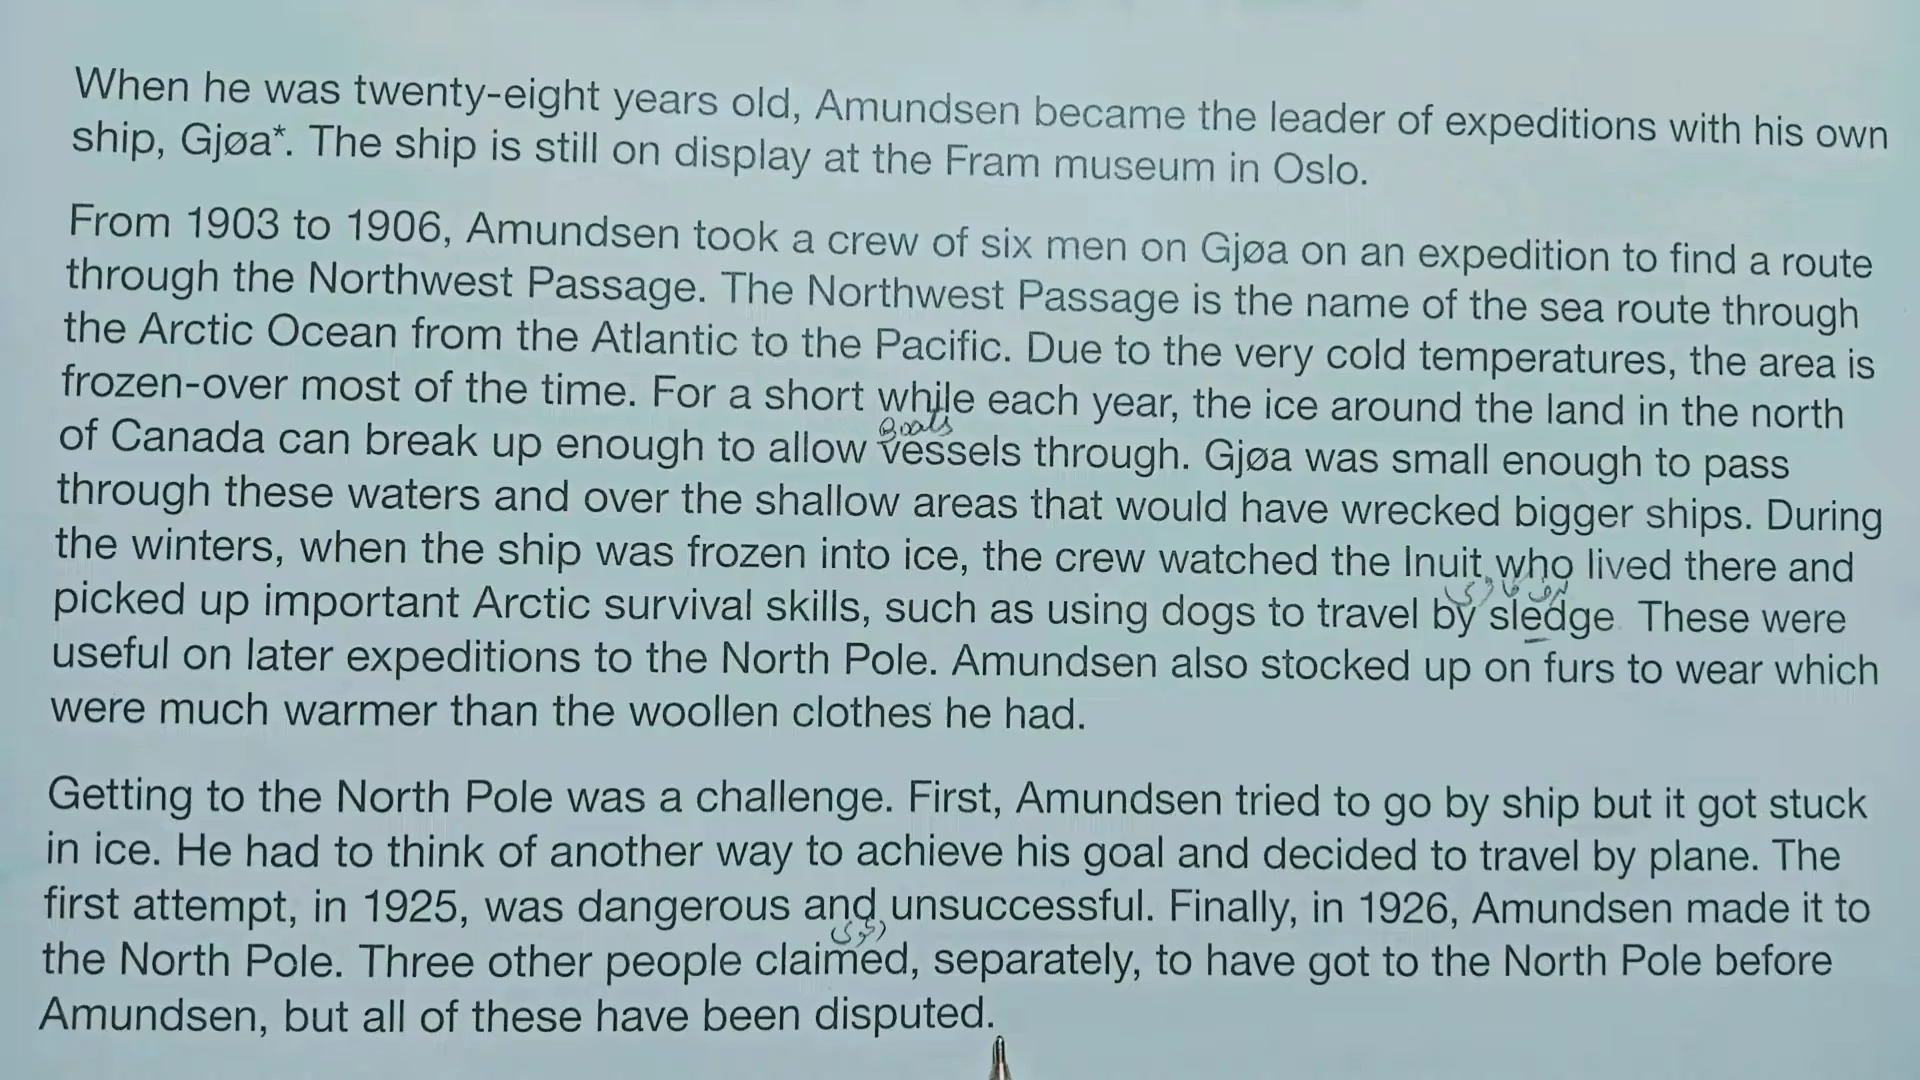 When he was twenty-eight years old, Amundsen became the leader of expeditions with his own
ship, Gjøa*. The ship is still on display at the Fram museum in Oslo.
From 1903 to 1906, Amundsen took a crew of six men on Gjøa on an expedition to find a route
through the Northwest Passage. The Northwest Passage is the name of the sea route through
the Arctic Ocean from the Atlantic to the Pacific. Due to the very cold temperatures, the area is
frozen-over most of the time. For a short while each year, the ice around the land in the north
Boats
of Canada can break up enough to allow vessels through. Gjøa was small enough to pass
through these waters and over the shallow areas that would have wrecked bigger ships. During
the winters, when the ship was frozen into ice, the crew watched the Inuit who lived there and
picked up important Arctic survival skills, such as using dogs to travel by sledge. These were
useful on later expeditions to the North Pole. Amundsen also stocked up on furs to wear which
were much warmer than the woollen clothes he had.
Getting to the North Pole was a challenge. First, Amundsen tried to go by ship but it got stuck
in ice. He had to think of another way to achieve his goal and decided to travel by plane. The
first attempt, in 1925, was dangerous and unsuccessful. Finally, in 1926, Amundsen made it to
the North Pole. Three other people claimed, separately, to have got to the North Pole before
Amundsen, but all of these have been disputed.